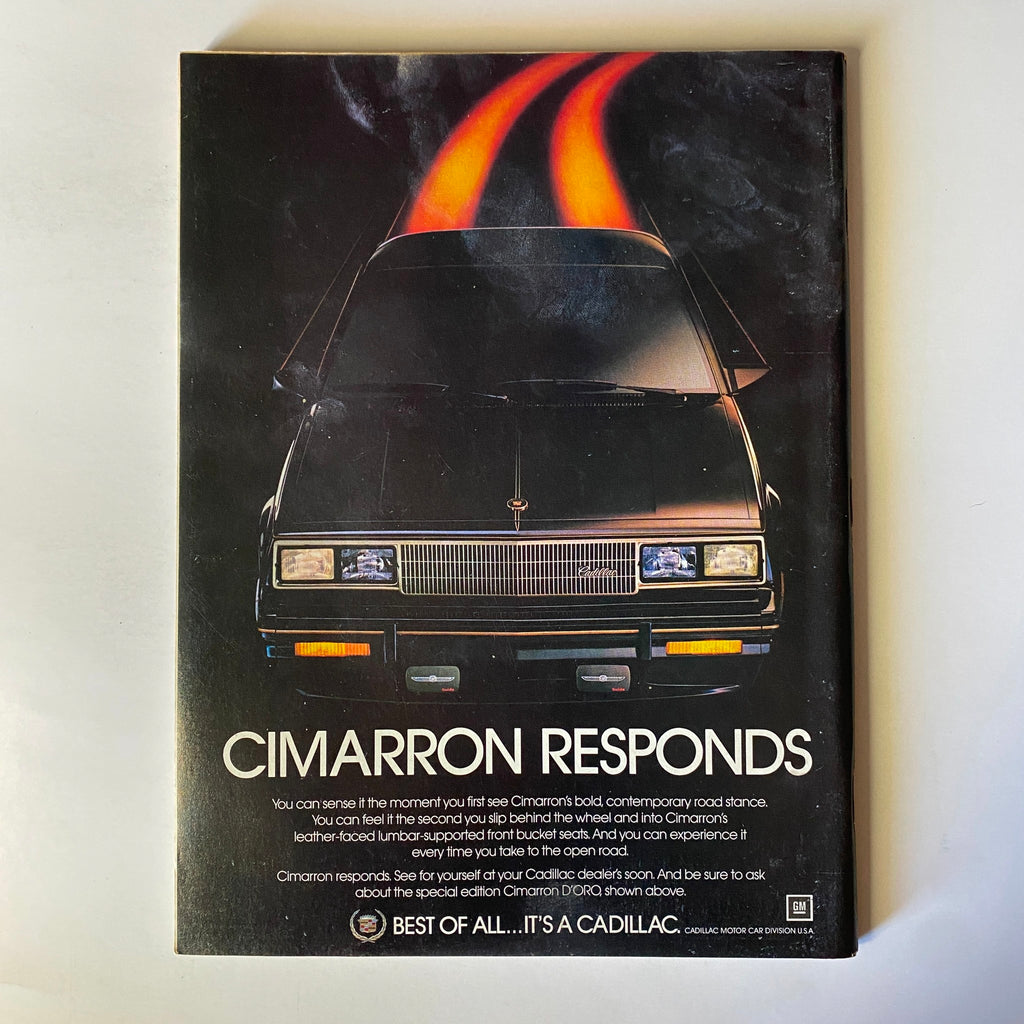 Cadillac
CIMARRON RESPONDS
You can sense it the moment you first see Cimarron's bold, contemporary road stance.
You can feel it the second you slip behind the wheel and into Cimarron's
leather-faced lumbar-supported front bucket seats. And you can experience it
every time you take to the open road.
Cimarron responds. See for yourself at your Cadillac dealer's soon. And be sure to ask
about the special edition Cimarron D'ORO, shown above.
GM
BEST OF ALL...IT'S A CADILLAC. CADILLAC MOTOR CAR DIVISION U.S.A.